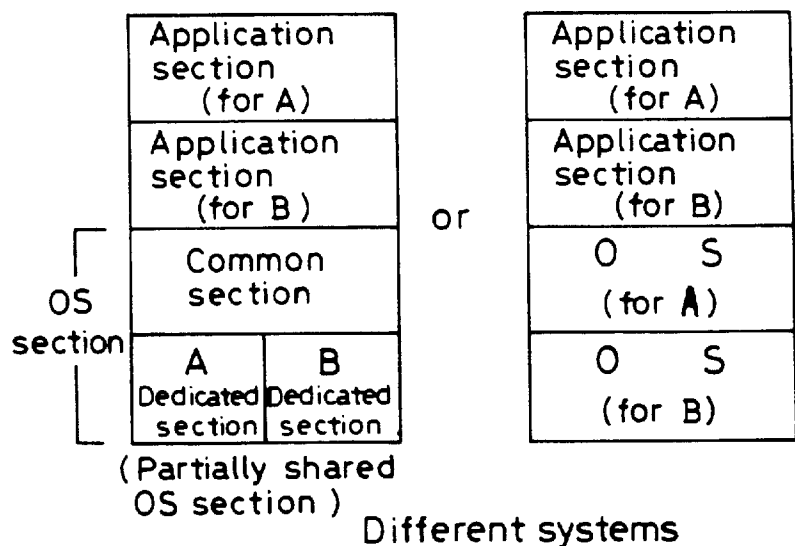 Application
section
(for A)
Application
section
(for B)
OS
section
Common
section
A
Dedicated
section
B
Dedicated
section
(Partially shared
OS section)
or
Application
section
(for A)
Application
section
(for B)
O S
(for A)
O S
(for B)
Different systems